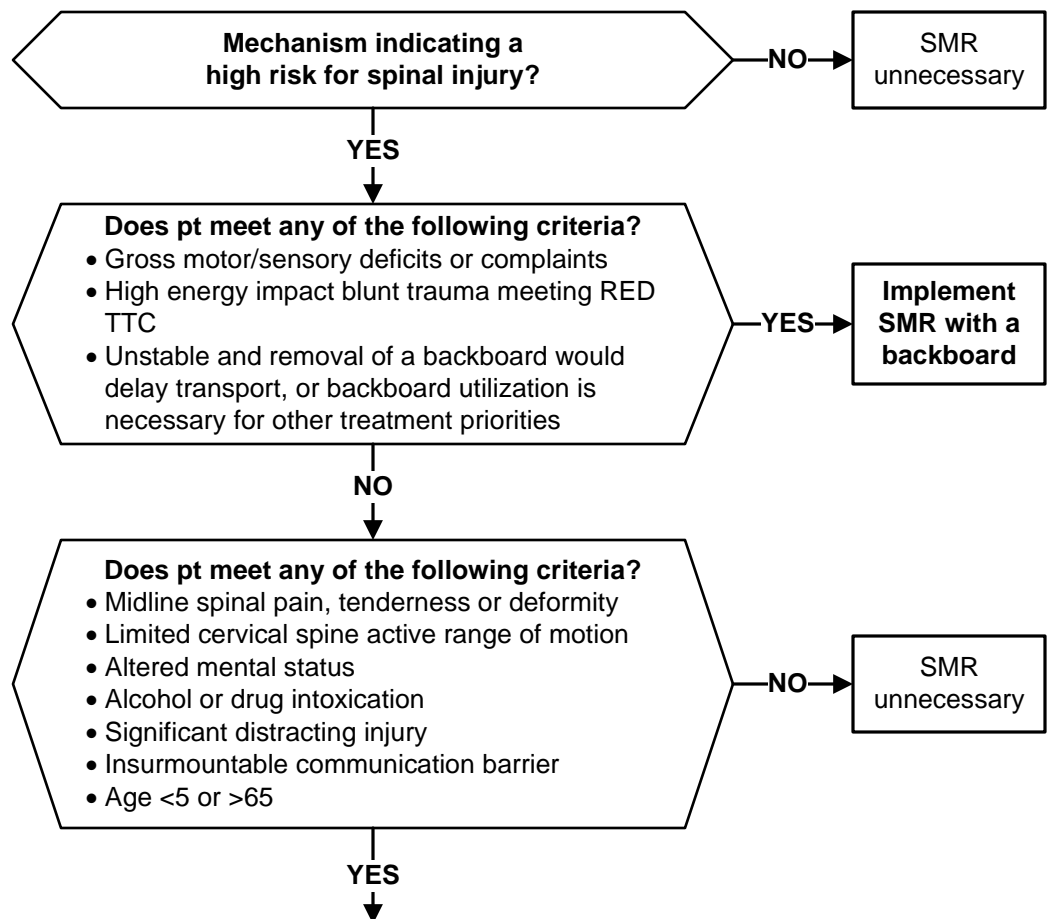 Mechanism indicating a
high risk for spinal injury?
NO
SMR
unnecessary
YES
Does pt meet any of the following criteria?
• Gross motor/sensory deficits or complaints
• High energy impact blunt trauma meeting RED
TTC
• Unstable and removal of a backboard would
delay transport, or backboard utilization is
necessary for other treatment priorities
YES
Implement
SMR with a
backboard
NO
Does pt meet any of the following criteria?
• Midline spinal pain, tenderness or deformity
• Limited cervical spine active range of motion
• Altered mental status
• Alcohol or drug intoxication
• Significant distracting injury
• Insurmountable communication barrier
• Age <5 or >65
NO
SMR
unnecessary
YES